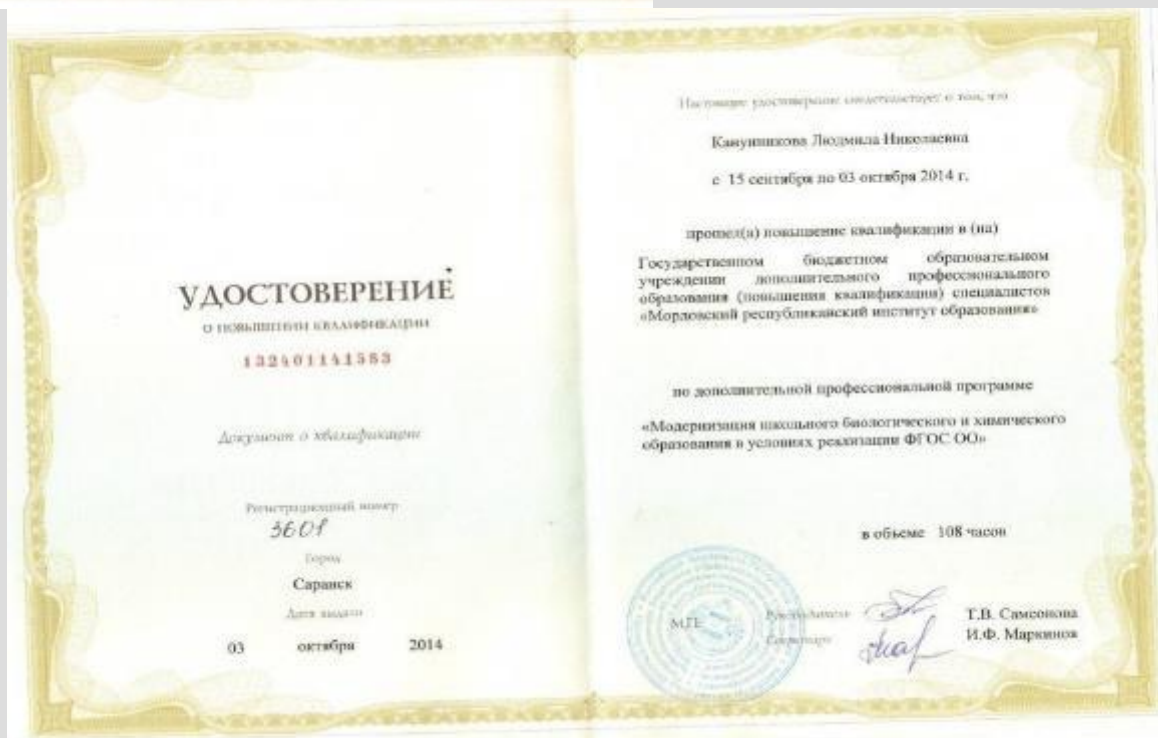 УДОСТОВЕРЕНИЕ
О ПОВЫШЕНИИ КВАЛИФИКАЦИИ
132401141583
Документ о квалификации
Регистрационный номер
3601
Город
Саранск
Дата выдачи
03 октября 2014
Настоящее удостоверение свидетельствует о том, что
Канунникова Людмила Николаевна
с 15 сентября по 03 октября 2014 г.
прошел(а) повышение квалификации в (на)
Государственном бюджетном образовательном
учреждении дополнительного профессионального
образования (повышения квалификации) специалистов
«Мордовский республиканский институт образования»
по дополнительной профессиональной программе
«Модернизация школьного биологического и химического
образования в условиях реализации ФГОС ОО»
в объеме 108 часов
Руководитель Т.В. Самсонова
М.П.
Секретарь И.Ф. Маркинов